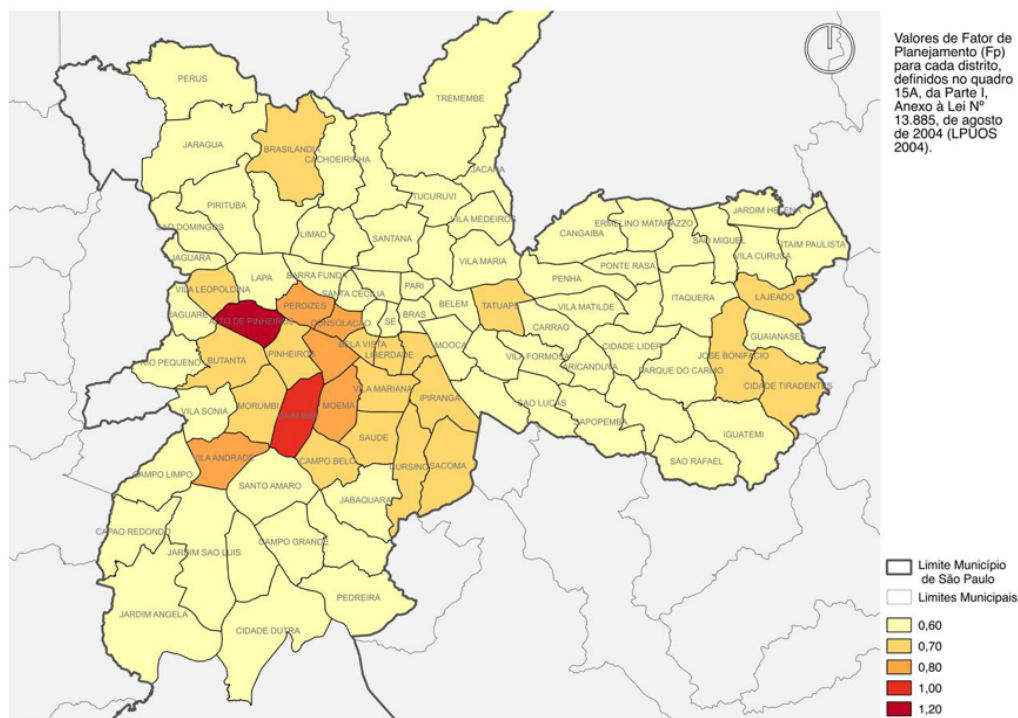 Valores de Fator de
Planejamento (Fp)
para cada distrito,
definidos no quadro
15A, da Parte I,
Anexo à Lei Nº
13.885, de agosto
de 2004 (LPUOS
2004).
PERUS
TREMEMBE
JARAGUA
BRASILANDIA
CACHOEIRINHA
JACANA
PIRITUBA
TUCURUVI
SAO DOMINGOS
LIMAO
SANTANA
VILA MEDEIROS
CANGAIBA
ERMELINO MATARAZZO
JARDIM HELENA
SAO MIGUEL
ITAIM PAULISTA
VILA CURUCA
JAGUARA
LAPA
BARRA FUNDA
VILA MARIA
PENHA
PONTE RASA
VILA LEOPOLDINA
SANTA CECILIA
PARI
BELEM
TATUAPE
VILA MATILDE
ITAQUERA
LAJEADO
JAGUARE
ALTO DE PINHEIROS
PERDIZES
CONSOLACAO
SE
BRAS
CARRAO
GUAIANASES
RIO PEQUENO
BUTANTA
PINHEIROS
BELA VISTA
LIBERDADE
MOOCA
VILA FORMOSA
CIDADE LIDER
ARICANDUVA
PARQUE DO CARMO
JOSE BONIFACIO
CIDADE TIRADENTES
VILA SONIA
MORUMBI
MOEMA
VILA MARIANA
IPIRANGA
SAO LUCAS
SAPOPEMBA
IGUATEMI
SAO RAFAEL
VILA ANDRADE
CAMPO BELO
SAUDE
CURSINO
SACOMA
CAMPO LIMPO
SANTO AMARO
JABAQUARA
CAPAO REDONDO
JARDIM SAO LUIS
CAMPO GRANDE
JARDIM ANGELA
CIDADE DUTRA
PEDREIRA
Limite Município
de São Paulo
Limites Municipais
0,60
0,70
0,80
1,00
1,20